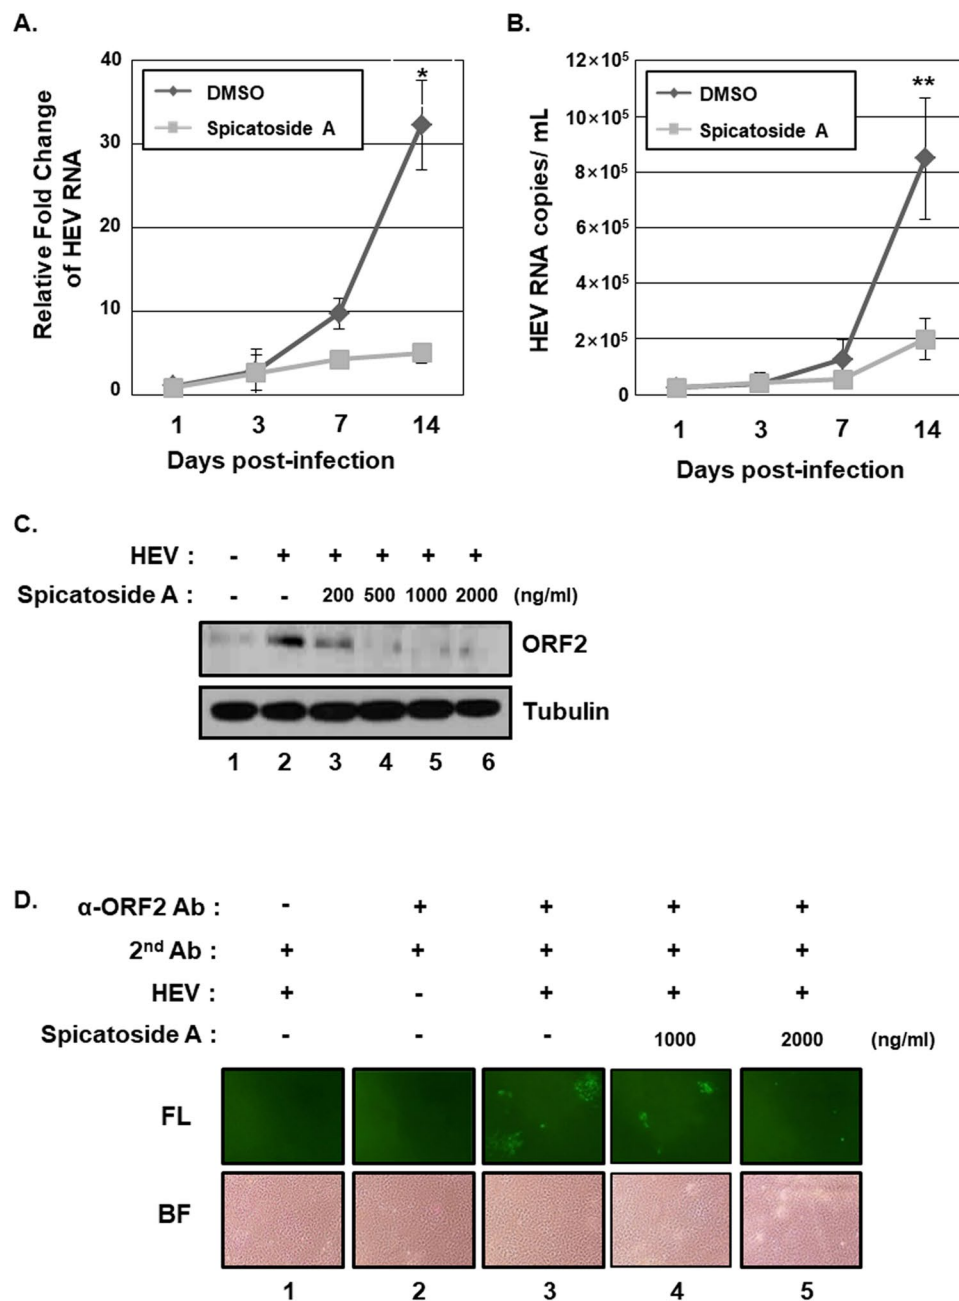 A.
40
30
20
10
0
Relative Fold Change
of HEV RNA
DMSO
Spicatoside A
*
1 3 7 14
Days post-infection
B.
12×10⁵
10×10⁵
8×10⁵
6×10⁵
4×10⁵
2×10⁵
0
HEV RNA copies/ mL
DMSO
Spicatoside A
**
1 3 7 14
Days post-infection
C.
HEV : - + + + + +
Spicatoside A : - - 200 500 1000 2000 (ng/ml)
ORF2
Tubulin
1 2 3 4 5 6
D.
α-ORF2 Ab : - + + + +
2nd Ab : + + + + +
HEV : + - + + +
Spicatoside A : - - - 1000 2000 (ng/ml)
FL
BF
1 2 3 4 5